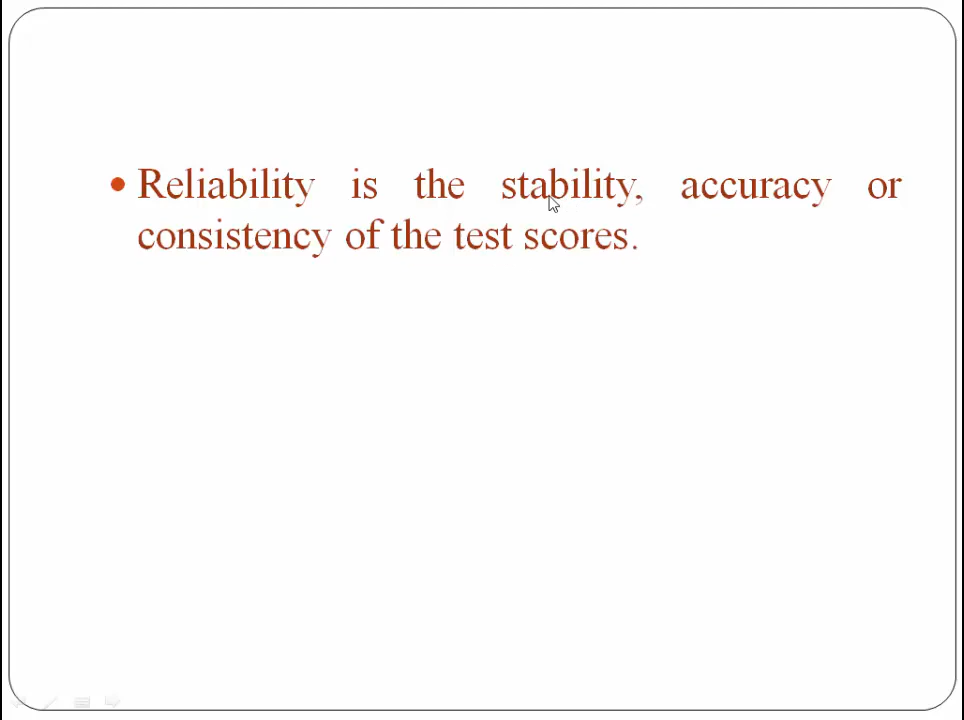 • Reliability is the stability, accuracy or
consistency of the test scores.